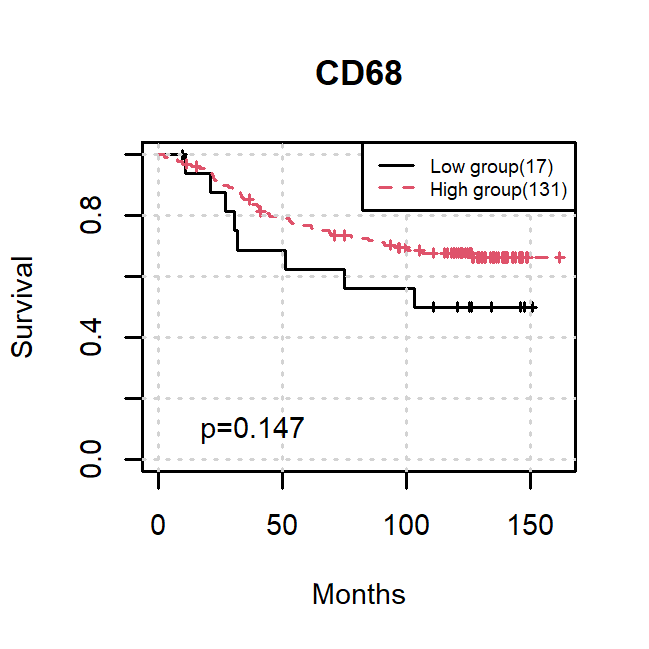 CD68
Low group(17)
High group(131)
0.8
0.4
0.0
Survival
p=0.147
0 50 100 150
Months